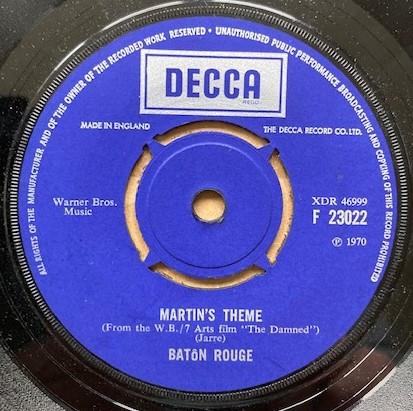 ALL RIGHTS OF THE MANUFACTURER AND OF THE OWNER OF THE RECORDED WORK RESERVED • UNAUTHORISED PUBLIC PERFORMANCE BROADCASTING AND COPYING OF THIS RECORD PROHIBITED
DECCA
REGD.
MADE IN ENGLAND
THE DECCA RECORD CO. LTD.
Warner Bros.
Music
XDR 46999
F 23022
Ⓟ 1970
MARTIN'S THEME
(From the W.B./7 Arts film "The Damned")
(Jarre)
BATôN ROUGE